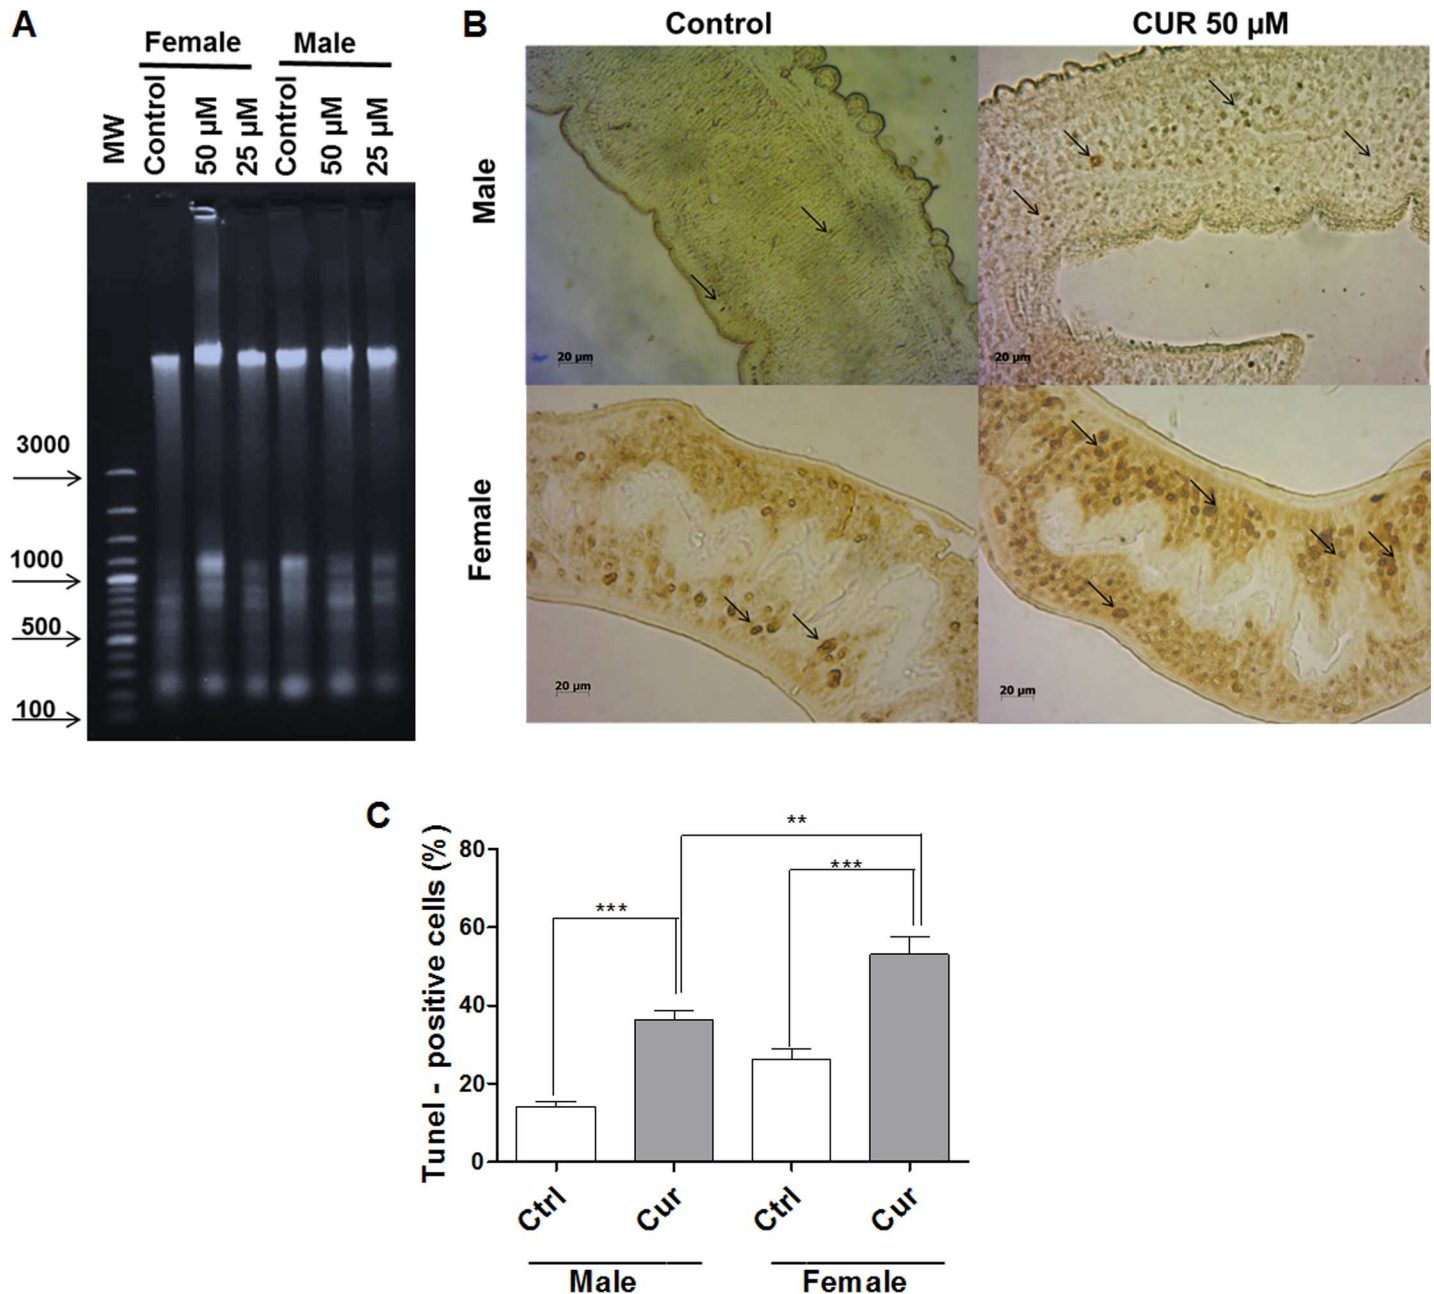 A
Female Male
MW
Control
50 µM
25 µM
Control
50 µM
25 µM
3000
1000
500
100
B
Control CUR 50 µM
Male
Female
20 µm
20 µm
20 µm
20 µm
C
Tunel - positive cells (%)
80
60
40
20
0
**
***
***
Ctrl
Cur
Ctrl
Cur
Male Female